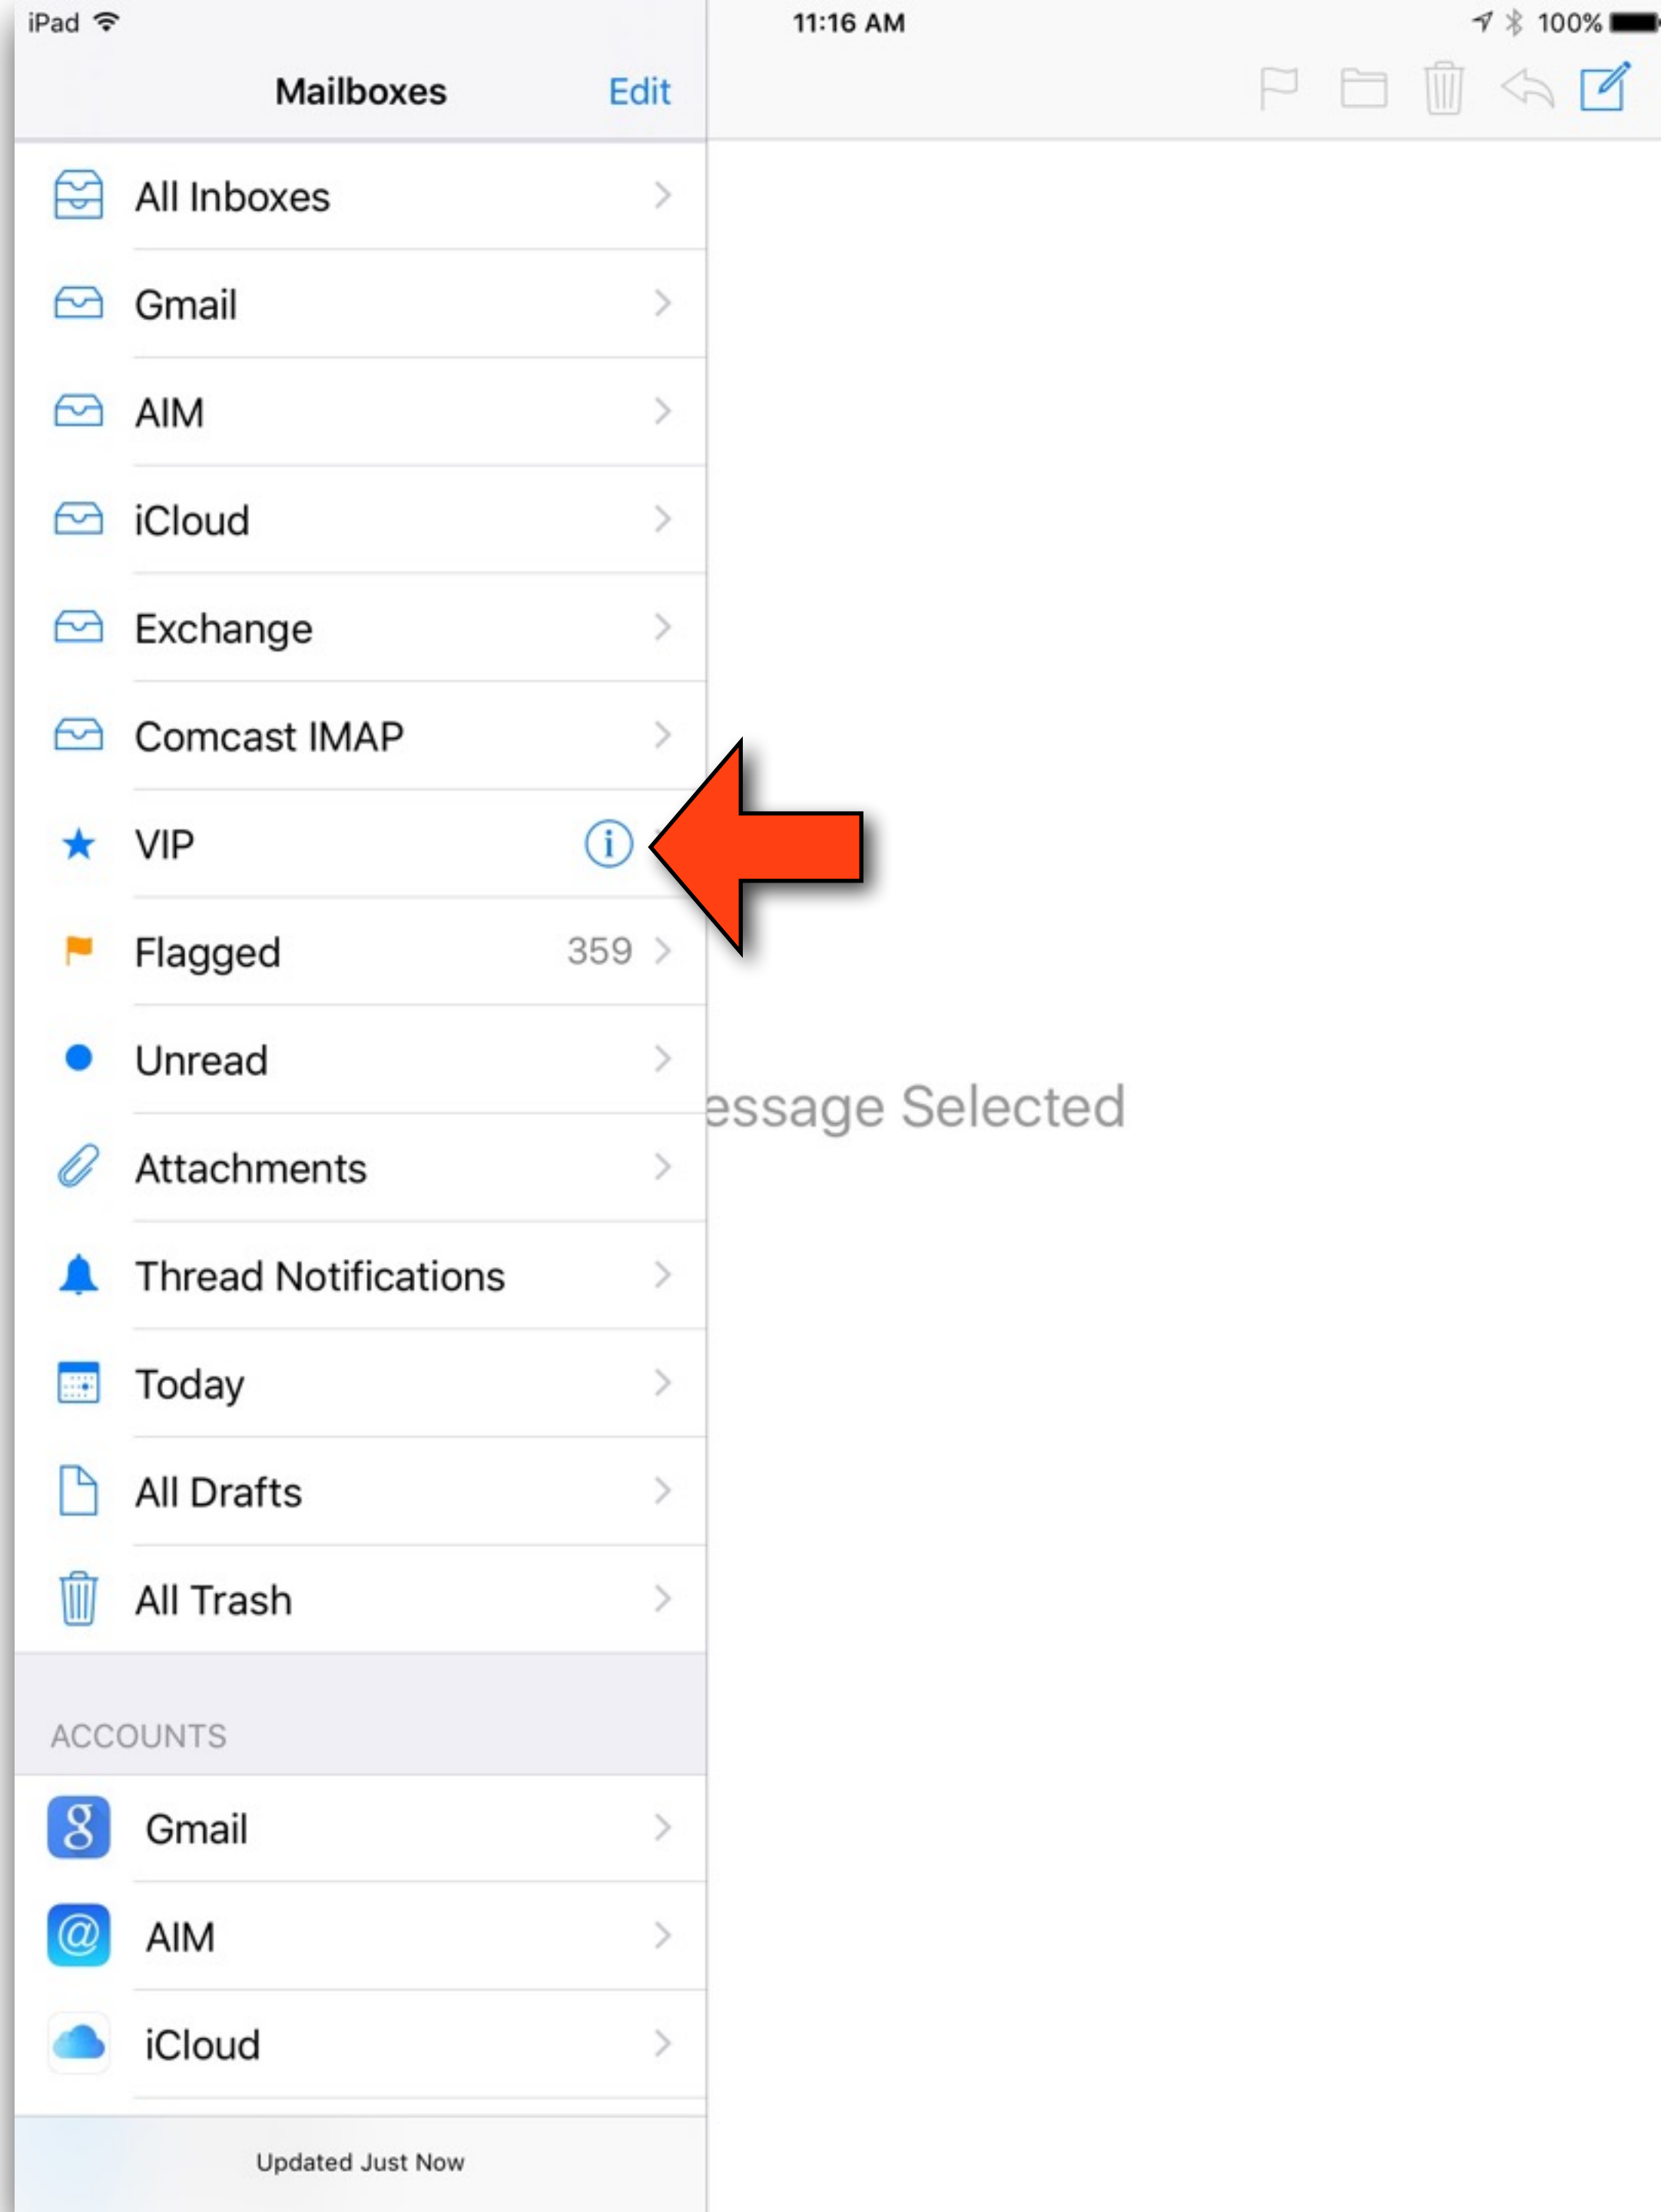 iPad
11:16 AM
100%
Mailboxes
Edit
All Inboxes
Gmail
AIM
iCloud
Exchange
Comcast IMAP
VIP
Flagged 359
Unread
essage Selected
Attachments
Thread Notifications
Today
All Drafts
All Trash
ACCOUNTS
Gmail
AIM
iCloud
Updated Just Now